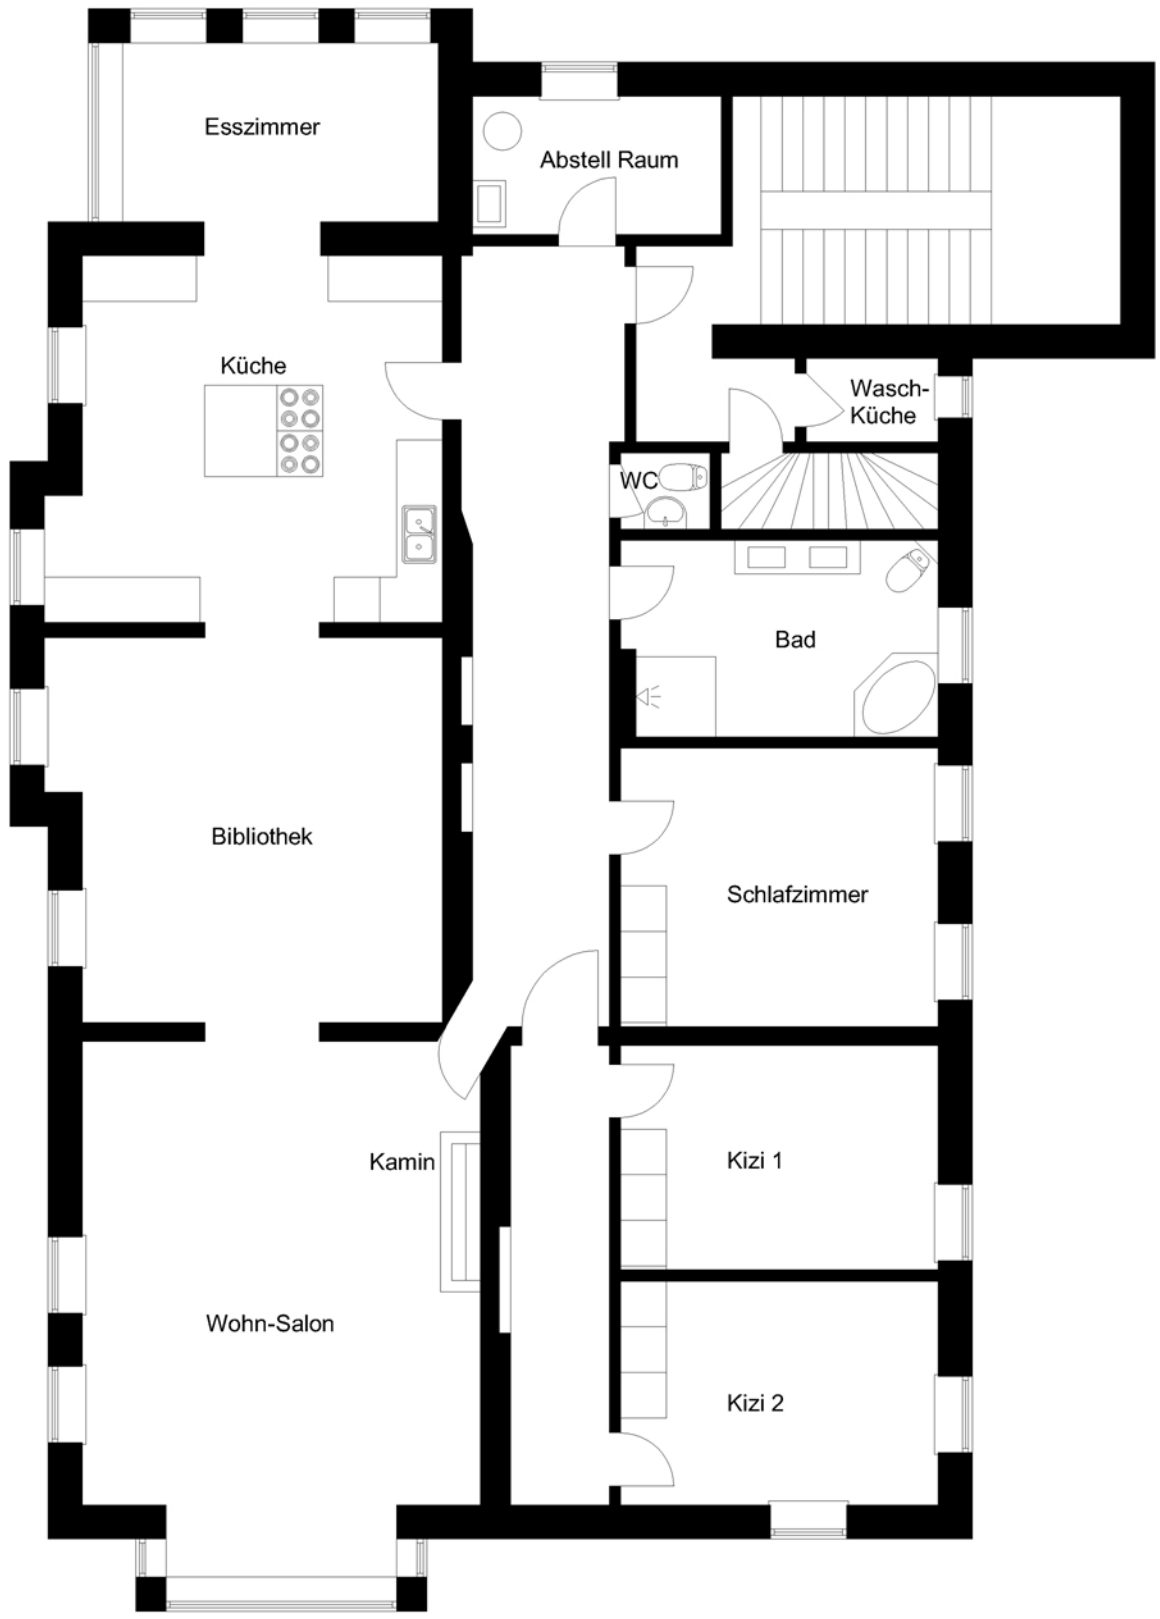 Esszimmer
Abstell Raum
Küche
Wasch-
Küche
WC
Bad
Bibliothek
Schlafzimmer
Kamin
Kizi 1
Wohn-Salon
Kizi 2